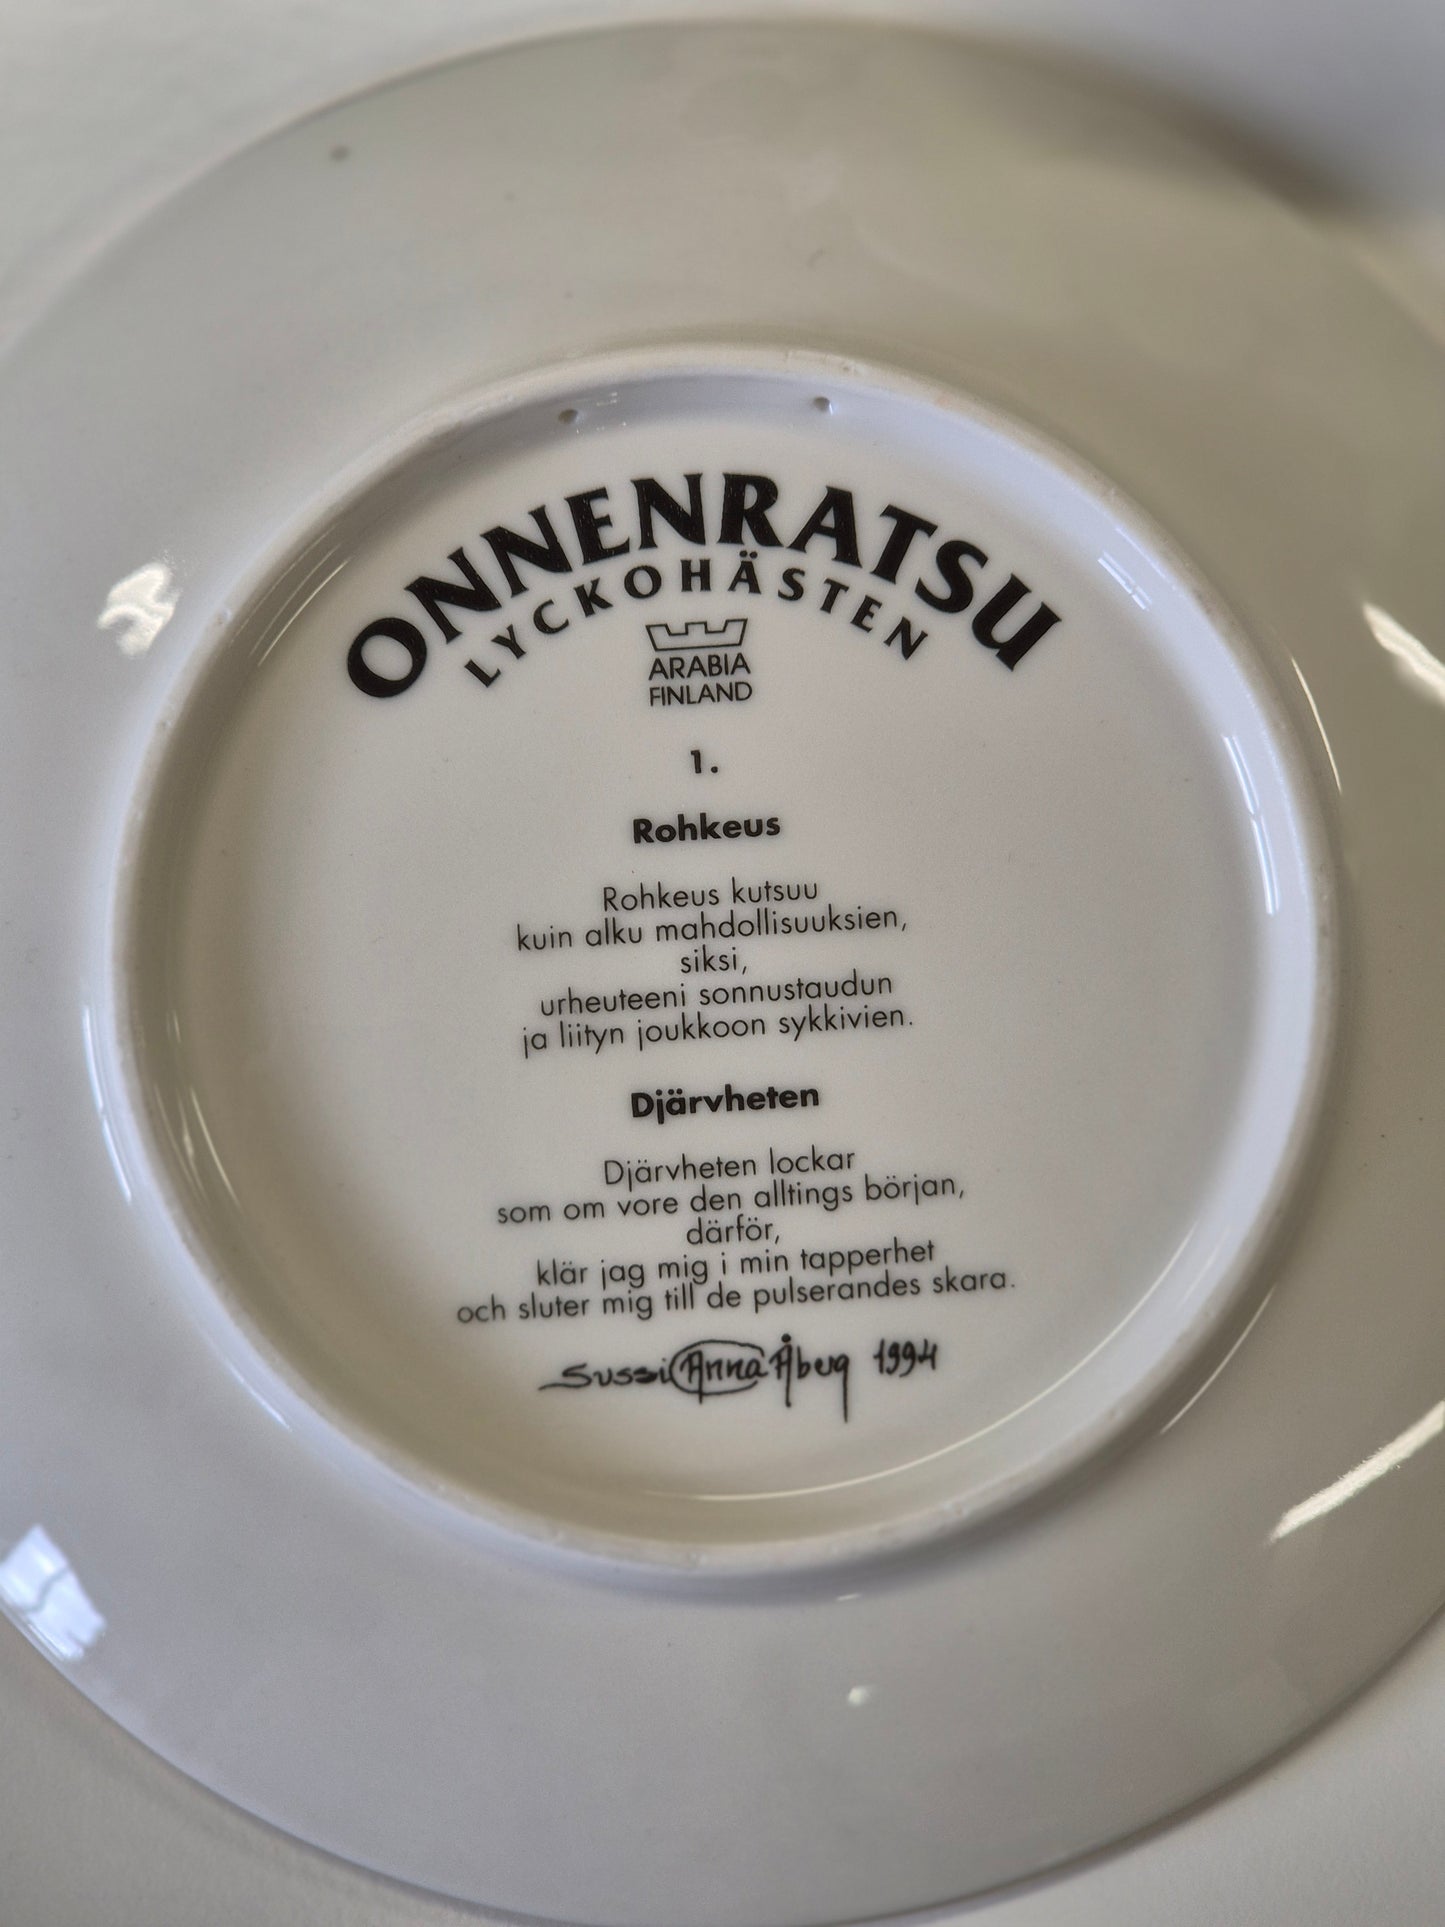 ONNENRATSU
LYCKOHÄSTEN
ARABIA
FINLAND
1.
Rohkeus
Rohkeus kutsuu
kuin alku mahdollisuuksien,
siksi,
urheuteeni sonnustaudun
ja liityn joukkoon sykkivien.
Djärvheten
Djärvheten lockar
som om vore den alltings början,
därför,
klär jag mig i min tapperhet
och sluter mig till de pulserandes skara.
Sussi Anna Åberg 1994